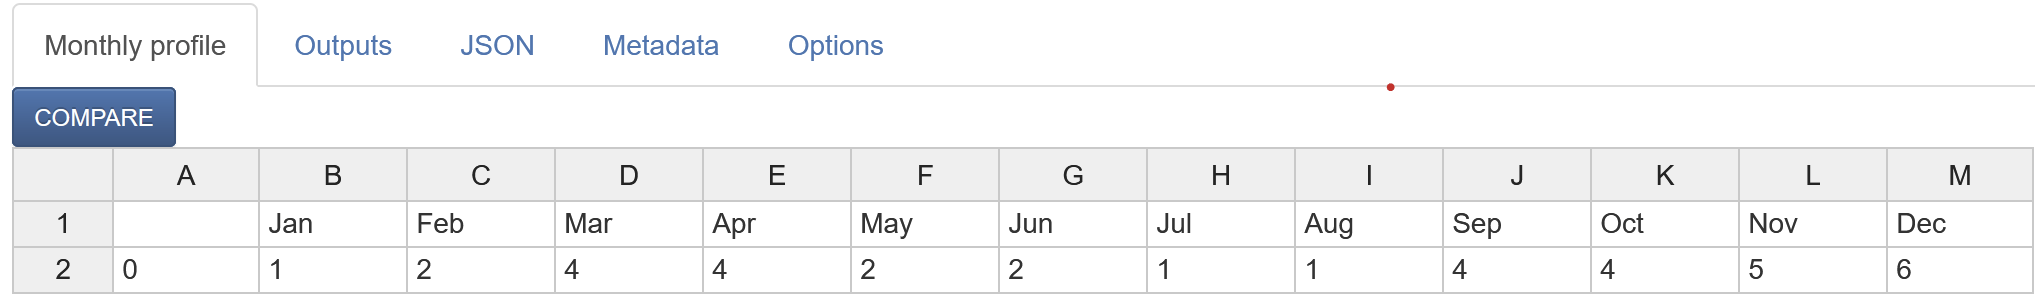 Monthly profile Outputs JSON Metadata Options
COMPARE
A B C D E F G H I J K L M
1 Jan Feb Mar Apr May Jun Jul Aug Sep Oct Nov Dec
2 0 1 2 4 4 2 2 1 1 4 4 5 6